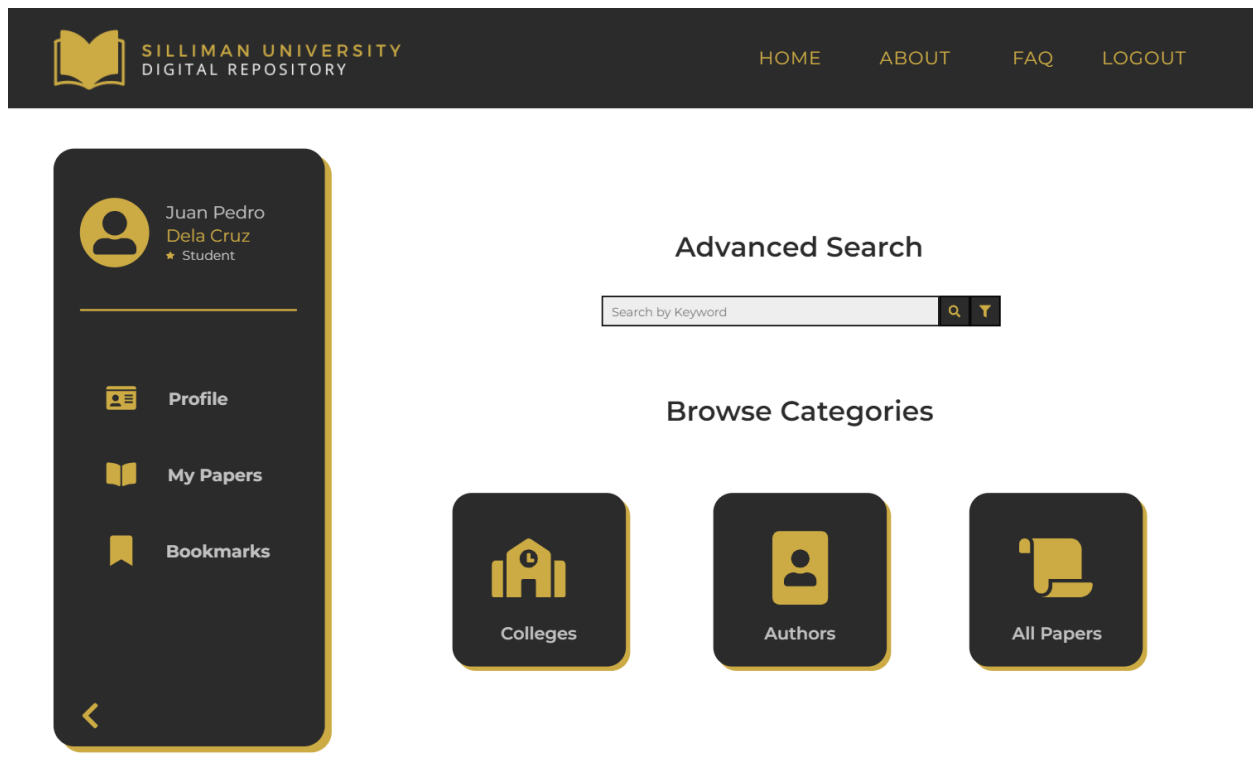 SILLIMAN UNIVERSITY
DIGITAL REPOSITORY
HOME ABOUT FAQ LOGOUT
Juan Pedro
Dela Cruz
Student
Profile
My Papers
Bookmarks
Advanced Search
Search by Keyword
Browse Categories
Colleges
Authors
All Papers